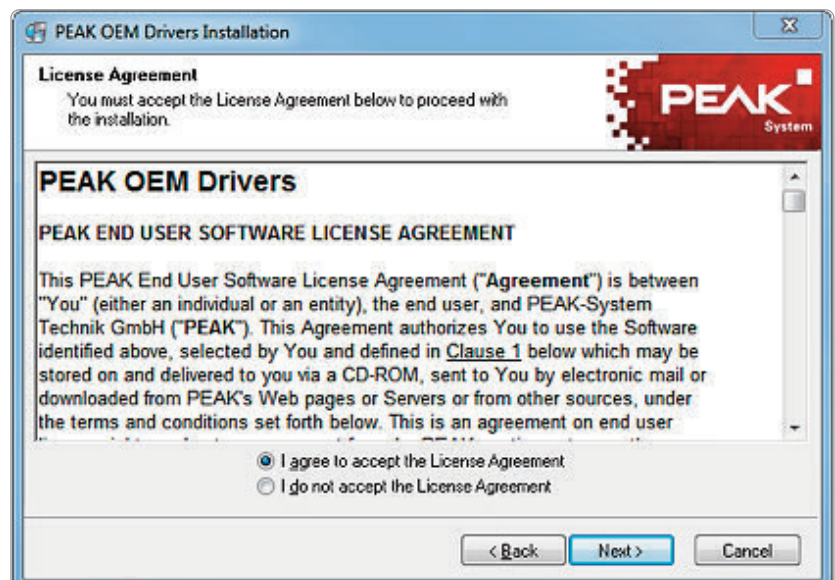 PEAK OEM Drivers Installation
License Agreement
You must accept the License Agreement below to proceed with
the installation.
PEAK
System
PEAK OEM Drivers
PEAK END USER SOFTWARE LICENSE AGREEMENT
This PEAK End User Software License Agreement ("Agreement") is between
"You" (either an individual or an entity), the end user, and PEAK-System
Technik GmbH ("PEAK"). This Agreement authorizes You to use the Software
identified above, selected by You and defined in Clause 1 below which may be
stored on and delivered to you via a CD-ROM, sent to You by electronic mail or
downloaded from PEAK's Web pages or Servers or from other sources, under
the terms and conditions set forth below. This is an agreement on end user
I agree to accept the License Agreement
I do not accept the License Agreement
< Back
Next >
Cancel